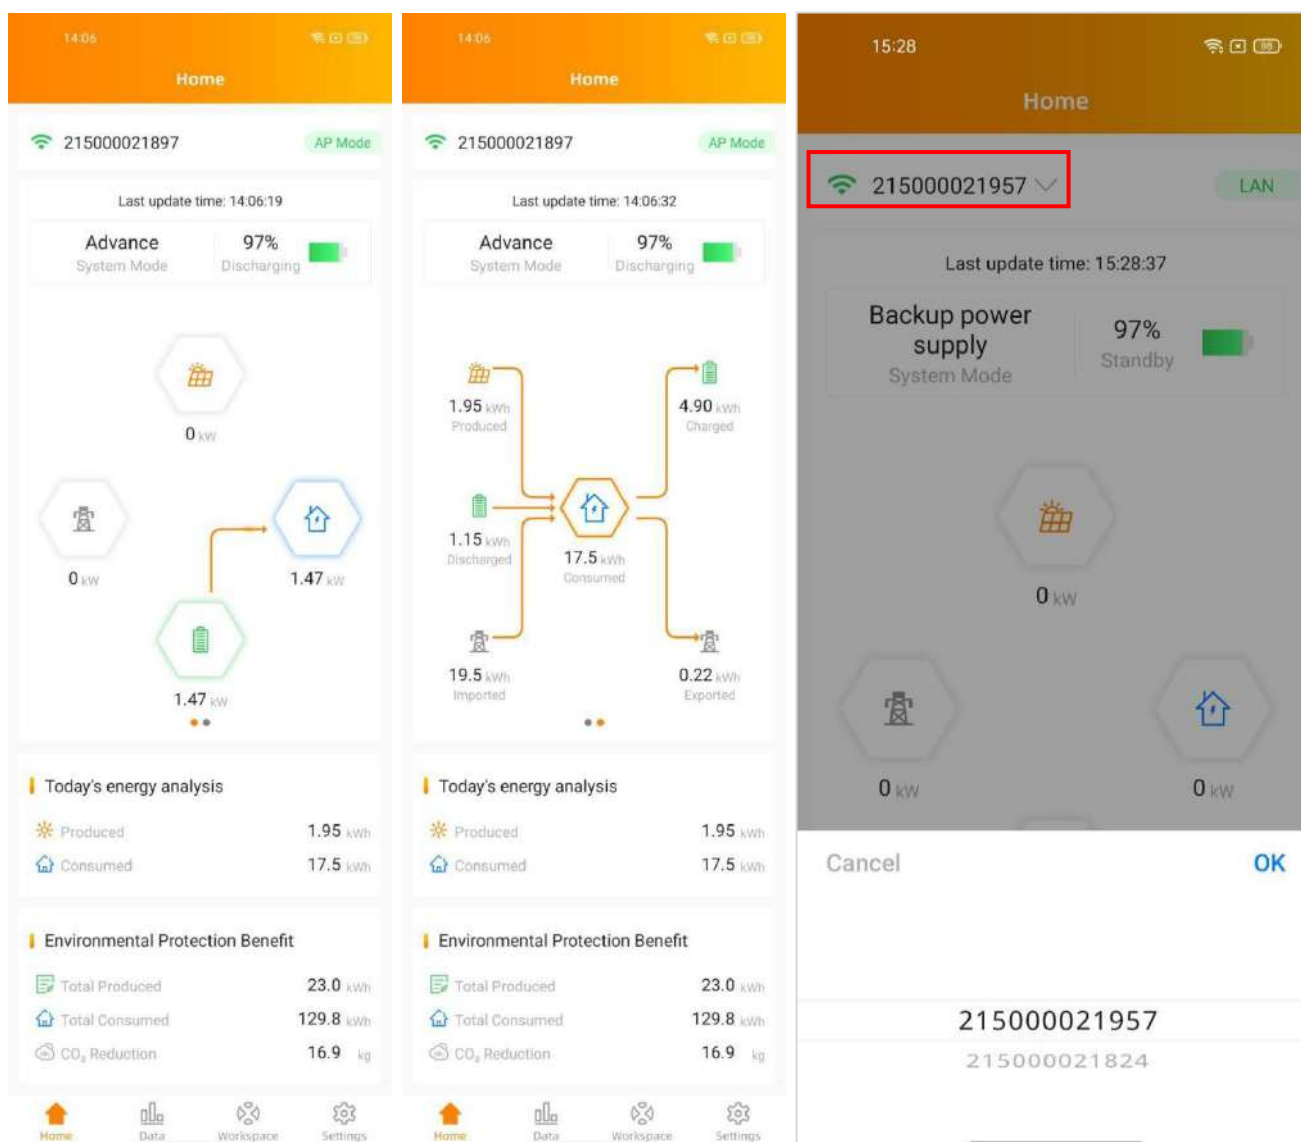 14:06
Home
215000021897 AP Mode
Last update time: 14:06:19
Advance 97%
System Mode Discharging
0 kW
0 kW 1.47 kW
1.47 kW
Today's energy analysis
Produced 1.95 kWh
Consumed 17.5 kWh
Environmental Protection Benefit
Total Produced 23.0 kWh
Total Consumed 129.8 kWh
CO₂ Reduction 16.9 kg
Home Data Workspace Settings
14:06
Home
215000021897 AP Mode
Last update time: 14:06:32
Advance 97%
System Mode Discharging
1.95 kWh 4.90 kWh
Produced Charged
1.15 kWh
Discharged
17.5 kWh
Consumed
19.5 kWh 0.22 kWh
Imported Exported
Today's energy analysis
Produced 1.95 kWh
Consumed 17.5 kWh
Environmental Protection Benefit
Total Produced 23.0 kWh
Total Consumed 129.8 kWh
CO₂ Reduction 16.9 kg
Home Data Workspace Settings
15:28 88
Home
215000021957 LAN
Last update time: 15:28:37
Backup power
supply
System Mode
97%
Standby
0 kW
0 kW 0 kW
Cancel OK
215000021957
215000021824